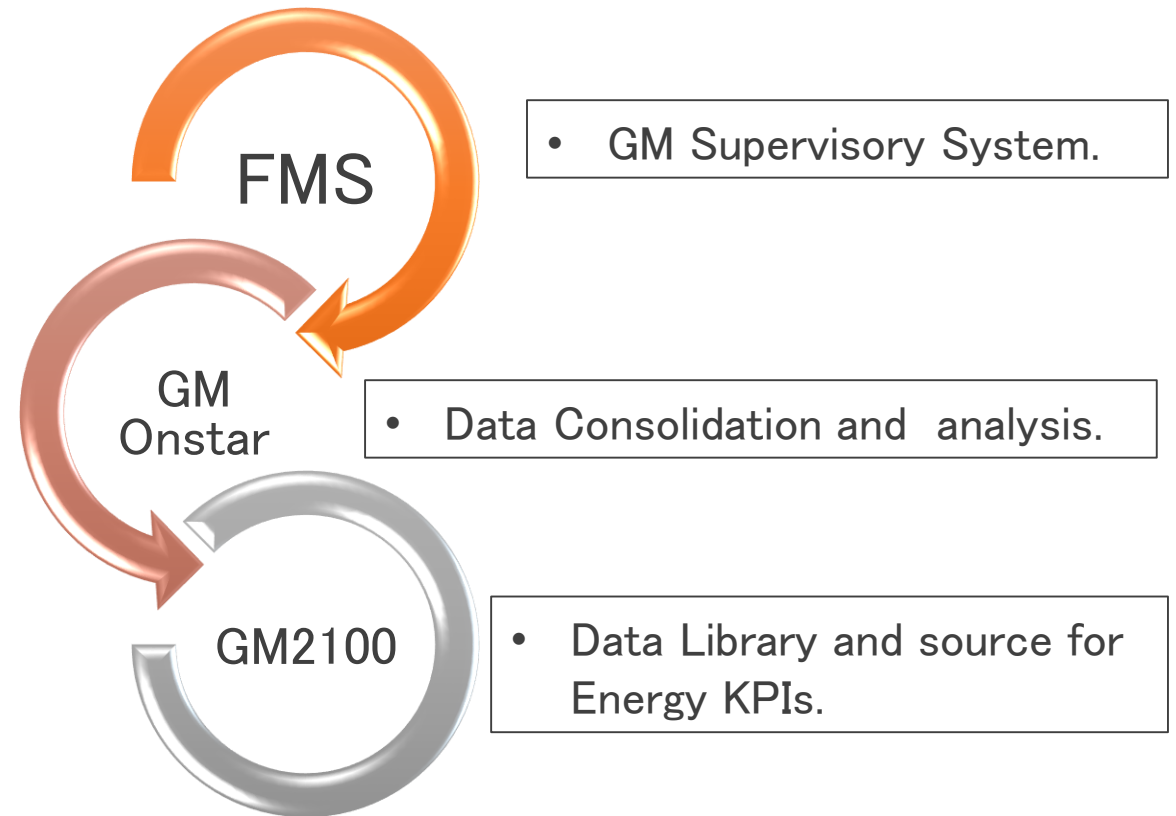 FMS
• GM Supervisory System.
GM
Onstar
• Data Consolidation and analysis.
GM2100
• Data Library and source for
Energy KPIs.